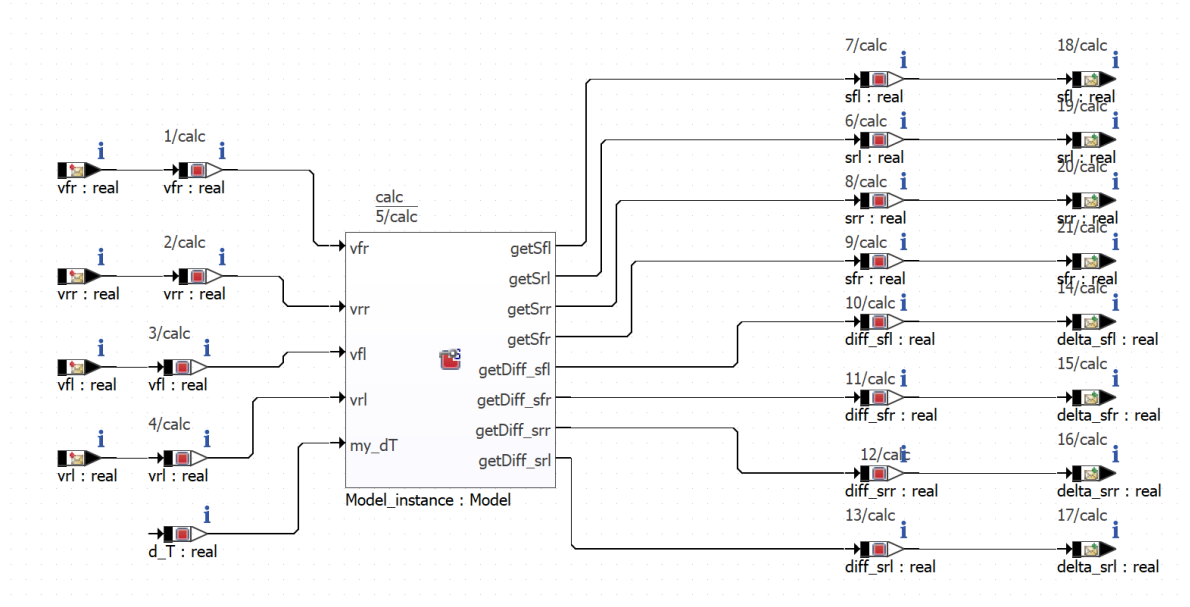 7/calc
18/calc
sfl : real
sfl : real
19/calc
6/calc
1/calc
srl : real
srl : real
20/calc
vfr : real
vfr : real
8/calc
calc
5/calc
srr : real
srr : real
21/calc
2/calc
9/calc
vfr
getSfl
getSrl
sfr : real
sfr : real
14/calc
vrr : real
vrr : real
10/calc
vrr
getSrr
3/calc
getSfr
diff_sfl : real
delta_sfl : real
vfl
15/calc
getDiff_sfl
11/calc
vfl : real
vfl : real
vrl
getDiff_sfr
diff_sfr : real
delta_sfr : real
4/calc
getDiff_srr
16/calc
my_dT
12/calc
getDiff_srl
vrl : real
vrl : real
diff_srr : real
delta_srr : real
Model_instance : Model
13/calc
17/calc
d_T : real
diff_srl : real
delta_srl : real